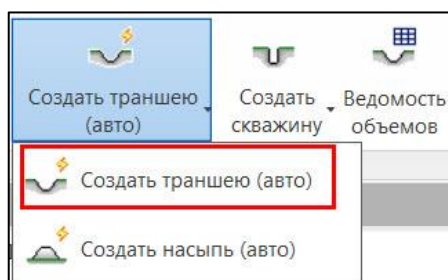 Создать траншею
(авто)
Создать
скважину
Ведомость
объемов
Создать траншею (авто)
Создать насыпь (авто)